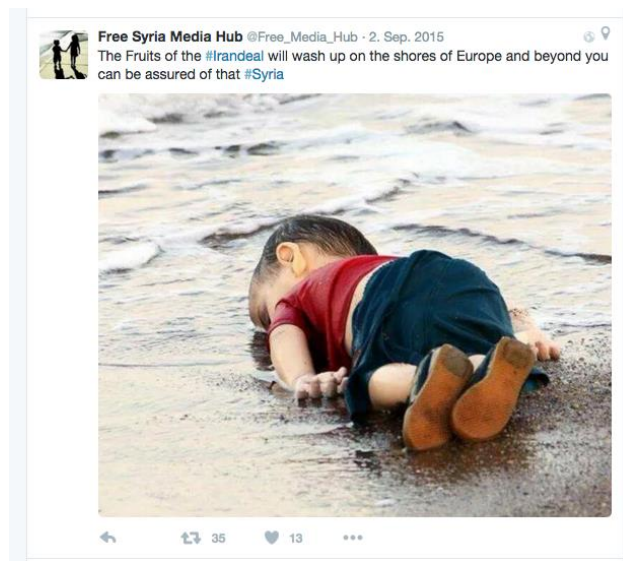 Free Syria Media Hub @Free_Media_Hub · 2. Sep. 2015
The Fruits of the #Irandeal will wash up on the shores of Europe and beyond you
can be assured of that #Syria
35 13